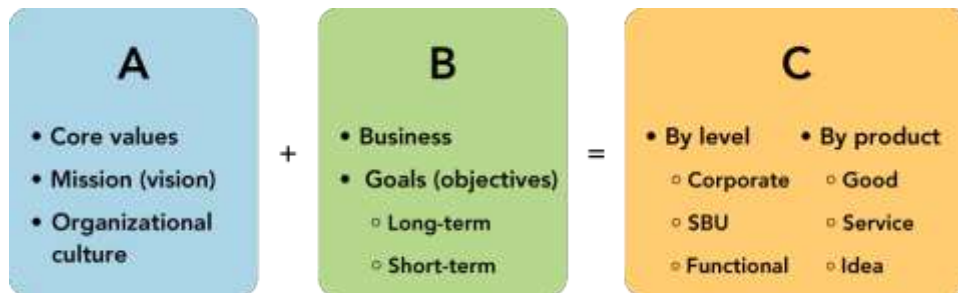 A
• Core values
• Mission (vision)
• Organizational
culture
+
B
• Business
• Goals (objectives)
○ Long-term
○ Short-term
=
C
• By level
○ Corporate
○ SBU
○ Functional
• By product
○ Good
○ Service
○ Idea